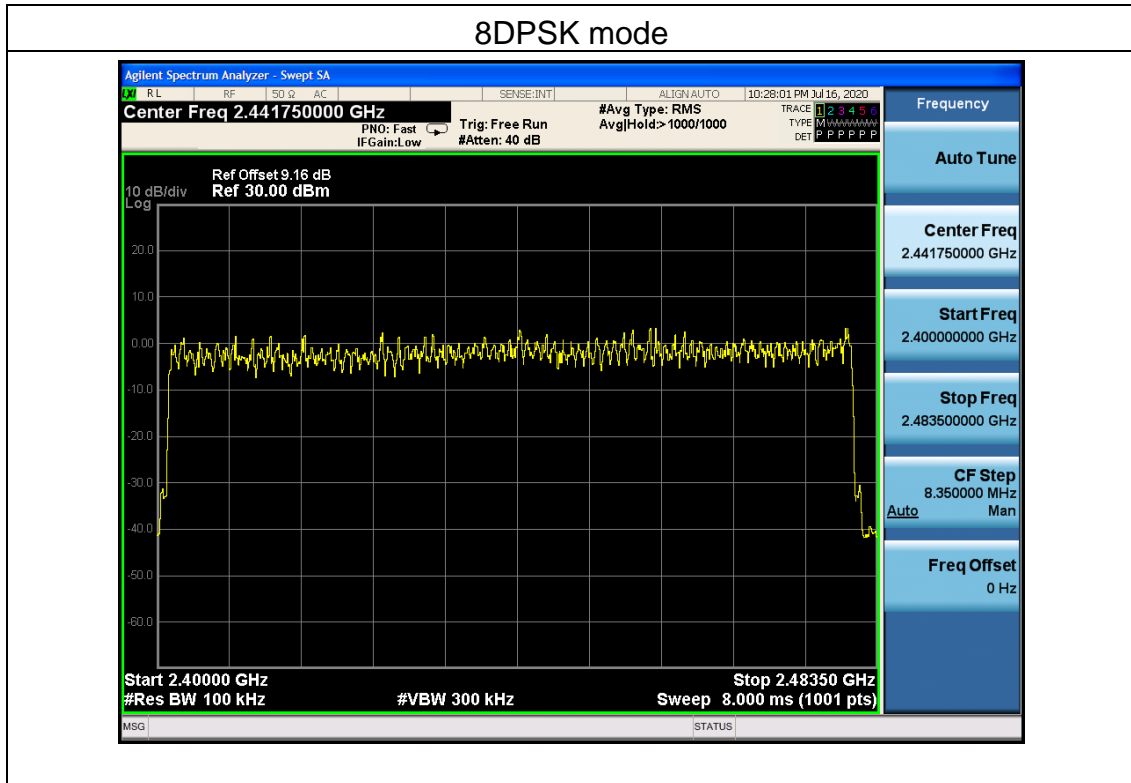 8DPSK mode
Agilent Spectrum Analyzer - Swept SA
LXI RL RF 50 Ω AC SENSE:INT ALIGN AUTO 10:28:01 PM Jul 16, 2020
Center Freq 2.441750000 GHz
PNO: Fast
IFGain:Low
Trig: Free Run
#Atten: 40 dB
#Avg Type: RMS
Avg|Hold:>1000/1000
TRACE 1 2 3 4 5 6
TYPE M WWWWW
DET P P P P P P
Ref Offset 9.16 dB
10 dB/div Ref 30.00 dBm
Log
20.0
10.0
0.00
-10.0
-20.0
-30.0
-40.0
-50.0
-60.0
Start 2.40000 GHz Stop 2.48350 GHz
#Res BW 100 kHz #VBW 300 kHz Sweep 8.000 ms (1001 pts)
MSG STATUS
Frequency
Auto Tune
Center Freq
2.441750000 GHz
Start Freq
2.400000000 GHz
Stop Freq
2.483500000 GHz
CF Step
8.350000 MHz
Auto Man
Freq Offset
0 Hz